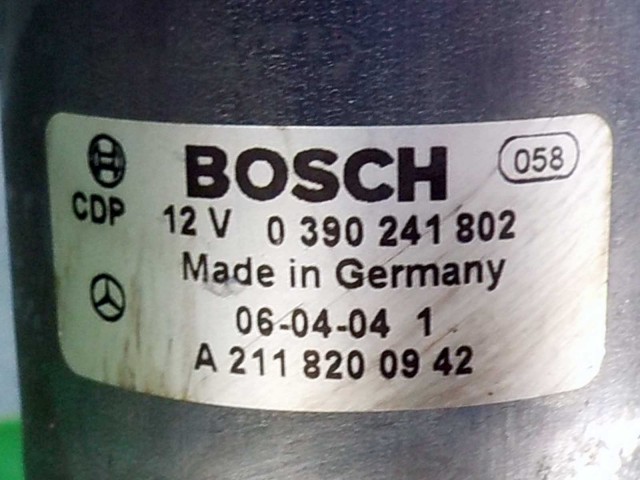 BOSCH 058
CDP 12 V 0 390 241 802
Made in Germany
06-04-04 1
A 211 820 09 42